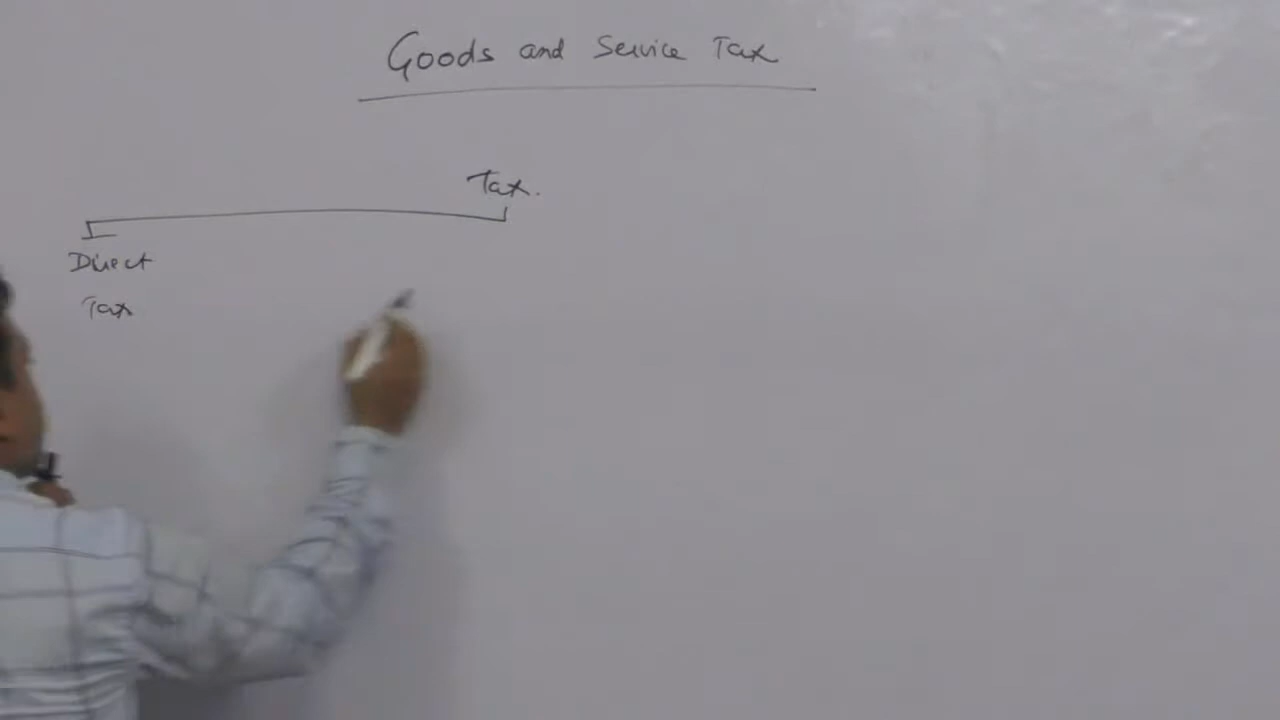 Goods and Service Tax
Tax.
Direct
Tax